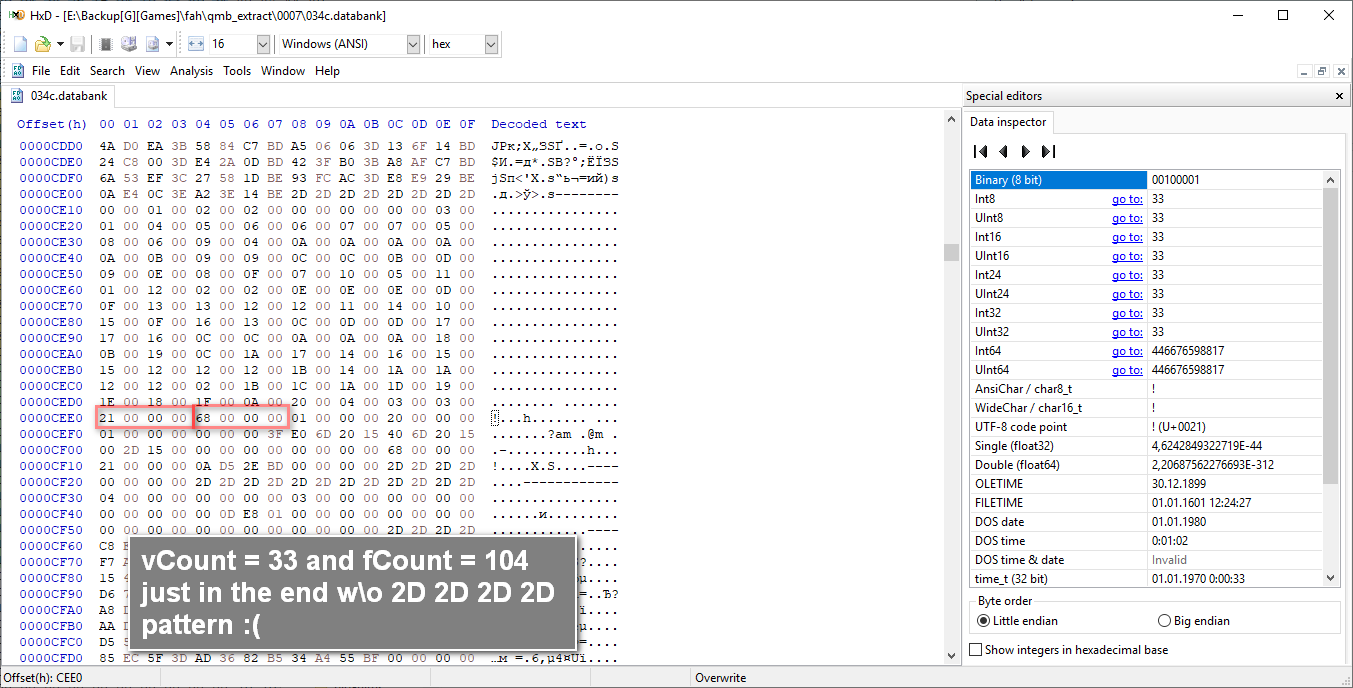 HxD - [E:\Backup[G][Games]\fah\qmb_extract\0007\034c.databank]
16 Windows (ANSI) hex
File Edit Search View Analysis Tools Window Help
034c.databank
Offset(h) 00 01 02 03 04 05 06 07 08 09 0A 0B 0C 0D 0E 0F Decoded text
0000CDD0 4A D0 EA 3B 58 84 C7 BD A5 06 06 3D 13 6F 14 BD JРк;X„ЗЅҐ..=.o.Ѕ
0000CDE0 24 C8 00 3D E4 2A 0D BD 42 3F B0 3B A8 AF C7 BD $И.=д*.ЅB?°;ЁЇЗЅ
0000CDF0 6A 53 EF 3C 27 58 1D BE 93 FC AC 3D E8 E9 29 BE jSп<'X.ѕ“ь¬=ий)ѕ
0000CE00 0A E4 0C 3E A2 3E 14 BE 2D 2D 2D 2D 2D 2D 2D 2D .д.>ў>.ѕ--------
0000CE10 00 00 01 00 02 00 02 00 00 00 00 00 00 00 03 00 ................
0000CE20 01 00 04 00 05 00 06 00 06 00 07 00 07 00 05 00 ................
0000CE30 08 00 06 00 09 00 04 00 0A 00 0A 00 0A 00 0A 00 ................
0000CE40 0A 00 0B 00 09 00 09 00 0C 00 0C 00 0B 00 0D 00 ................
0000CE50 09 00 0E 00 08 00 0F 00 07 00 10 00 05 00 11 00 ................
0000CE60 01 00 12 00 02 00 02 00 0E 00 0E 00 0E 00 0D 00 ................
0000CE70 0F 00 13 00 13 00 12 00 12 00 11 00 14 00 10 00 ................
0000CE80 15 00 0F 00 16 00 13 00 0C 00 0D 00 0D 00 17 00 ................
0000CE90 17 00 16 00 0C 00 0C 00 0A 00 0A 00 0A 00 18 00 ................
0000CEA0 0B 00 19 00 0C 00 1A 00 17 00 14 00 16 00 15 00 ................
0000CEB0 15 00 12 00 12 00 12 00 1B 00 14 00 1A 00 1A 00 ................
0000CEC0 12 00 12 00 02 00 1B 00 1C 00 1A 00 1D 00 19 00 ................
0000CED0 1E 00 18 00 1F 00 0A 00 20 00 04 00 03 00 03 00 ........ .......
0000CEE0 21 00 00 00 68 00 00 00 01 00 00 00 20 00 00 00 !...h....... ...
0000CEF0 01 00 00 00 00 00 00 3F E0 6D 20 15 40 6D 20 15 .......?аm .@m .
0000CF00 00 2D 15 00 00 00 00 00 00 00 00 00 68 00 00 00 .-..........h...
0000CF10 21 00 00 00 0A D5 2E BD 00 00 00 00 2D 2D 2D 2D !....Х.Ѕ....----
0000CF20 00 00 00 00 2D 2D 2D 2D 2D 2D 2D 2D 2D 2D 2D 2D ....------------
0000CF30 04 00 00 00 00 00 00 00 03 00 00 00 00 00 00 00 ................
0000CF40 00 00 00 00 00 0D E8 01 00 00 00 00 00 00 00 00 ......и.........
0000CF50 00 00 00 00 00 00 00 00 00 00 00 00 2D 2D 2D 2D ............----
0000CF60 C8
0000CF70 F7 ?....
0000CF80 15 µ....
0000CF90 D6 =..Ђ?
0000CFA0 A8 ї....
0000CFB0 AA µ....
0000CFC0 D5 =....
0000CFD0 85 EC 5F 3D AD 36 82 B5 34 A4 55 BF 00 00 00 00
vCount = 33 and fCount = 104
just in the end w\o 2D 2D 2D 2D
pattern :(
Offset(h): CEE0 Overwrite
Special editors
Data inspector
Binary (8 bit) 00100001
Int8 go to: 33
UInt8 go to: 33
Int16 go to: 33
UInt16 go to: 33
Int24 go to: 33
UInt24 go to: 33
Int32 go to: 33
UInt32 go to: 33
Int64 go to: 446676598817
UInt64 go to: 446676598817
AnsiChar / char8_t !
WideChar / char16_t !
UTF-8 code point ! (U+0021)
Single (float32) 4,6242849322719E-44
Double (float64) 2,20687562276693E-312
OLETIME 30.12.1899
FILETIME 01.01.1601 12:24:27
DOS date 01.01.1980
DOS time 0:01:02
DOS time & date Invalid
time_t (32 bit) 01.01.1970 0:00:33
Byte order
Little endian Big endian
Show integers in hexadecimal base